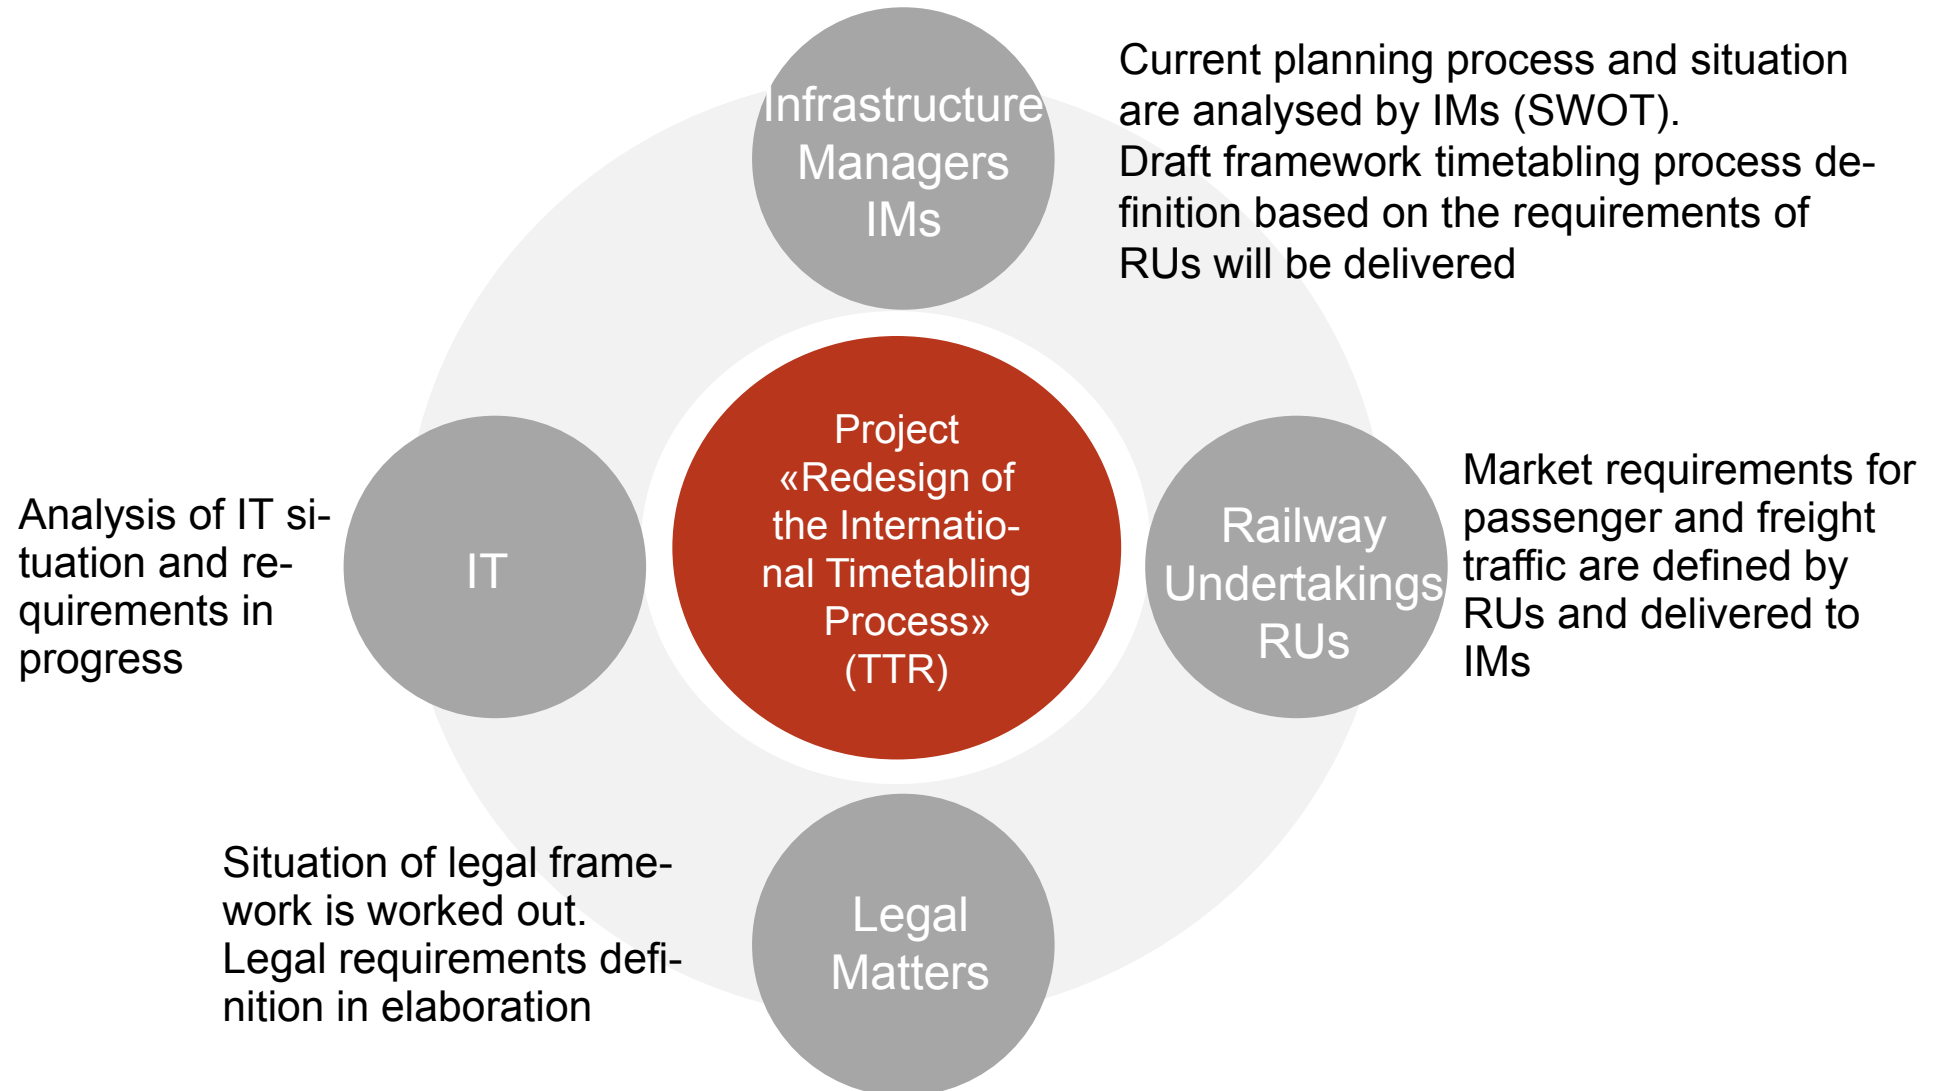 Infrastructure
Managers
IMs
Current planning process and situation
are analysed by IMs (SWOT).
Draft framework timetabling process de-
finition based on the requirements of
RUs will be delivered
Project
«Redesign of
the Internatio-
nal Timetabling
Process»
(TTR)
Analysis of IT si-
tuation and re-
quirements in
progress
IT
Railway
Undertakings
RUs
Market requirements for
passenger and freight
traffic are defined by
RUs and delivered to
IMs
Situation of legal frame-
work is worked out.
Legal requirements defi-
nition in elaboration
Legal
Matters